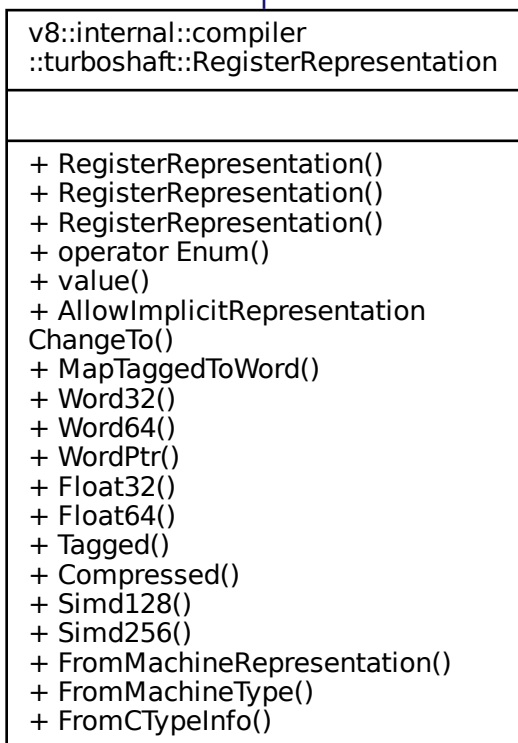 v8::internal::compiler
::turboshaft::RegisterRepresentation
+ RegisterRepresentation()
+ RegisterRepresentation()
+ RegisterRepresentation()
+ operator Enum()
+ value()
+ AllowImplicitRepresentation
ChangeTo()
+ MapTaggedToWord()
+ Word32()
+ Word64()
+ WordPtr()
+ Float32()
+ Float64()
+ Tagged()
+ Compressed()
+ Simd128()
+ Simd256()
+ FromMachineRepresentation()
+ FromMachineType()
+ FromCTypeInfo()